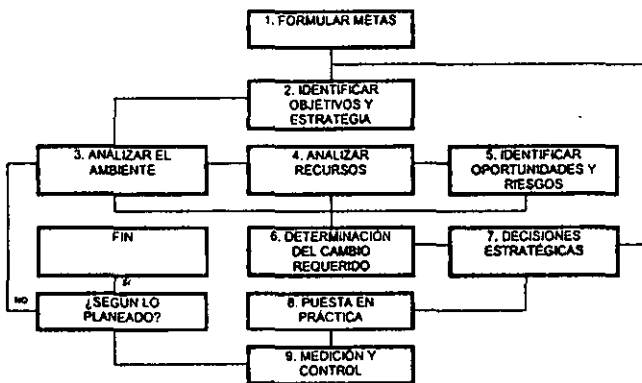 1. FORMULAR METAS
2. IDENTIFICAR
OBJETIVOS Y
ESTRATEGIA
3. ANALIZAR EL
AMBIENTE
4. ANALIZAR
RECURSOS
5. IDENTIFICAR
OPORTUNIDADES Y
RIESGOS
FIN
6. DETERMINACIÓN
DEL CAMBIO
REQUERIDO
7. DECISIONES
ESTRATÉGICAS
SI
NO
¿SEGÚN LO
PLANEADO?
8. PUESTA EN
PRÁCTICA
9. MEDICIÓN Y
CONTROL